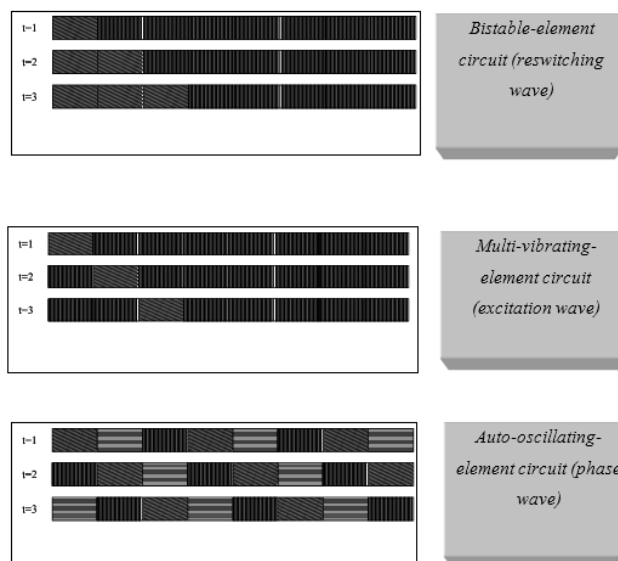 t=1
t=2
t=3
Bistable-element
circuit (reswitching
wave)
t=1
t=2
t=3
Multi-vibrating-
element circuit
(excitation wave)
t=1
t=2
t=3
Auto-oscillating-
element circuit (phase
wave)